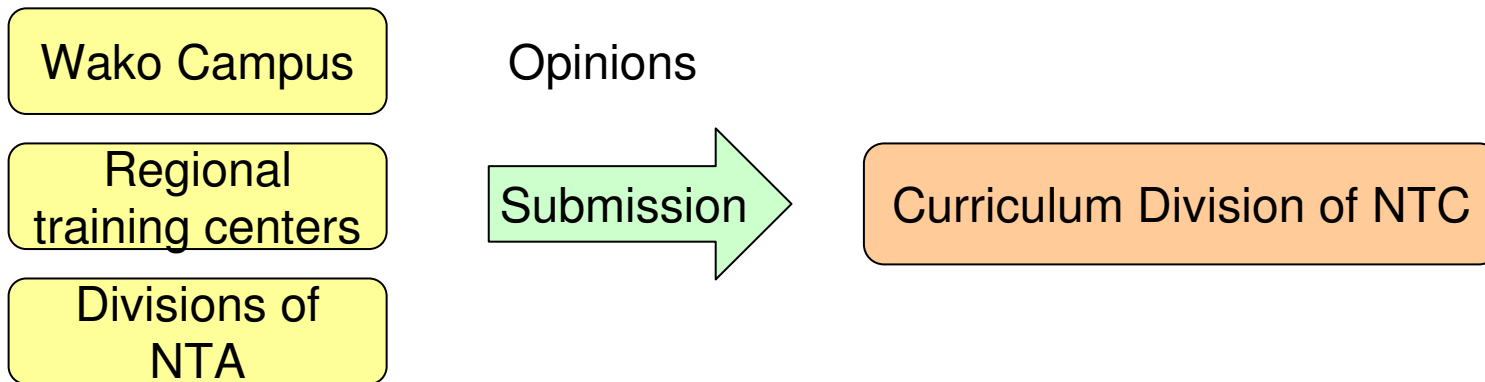 Wako Campus
Opinions
Regional
training centers
Submission
Curriculum Division of NTC
Divisions of
NTA